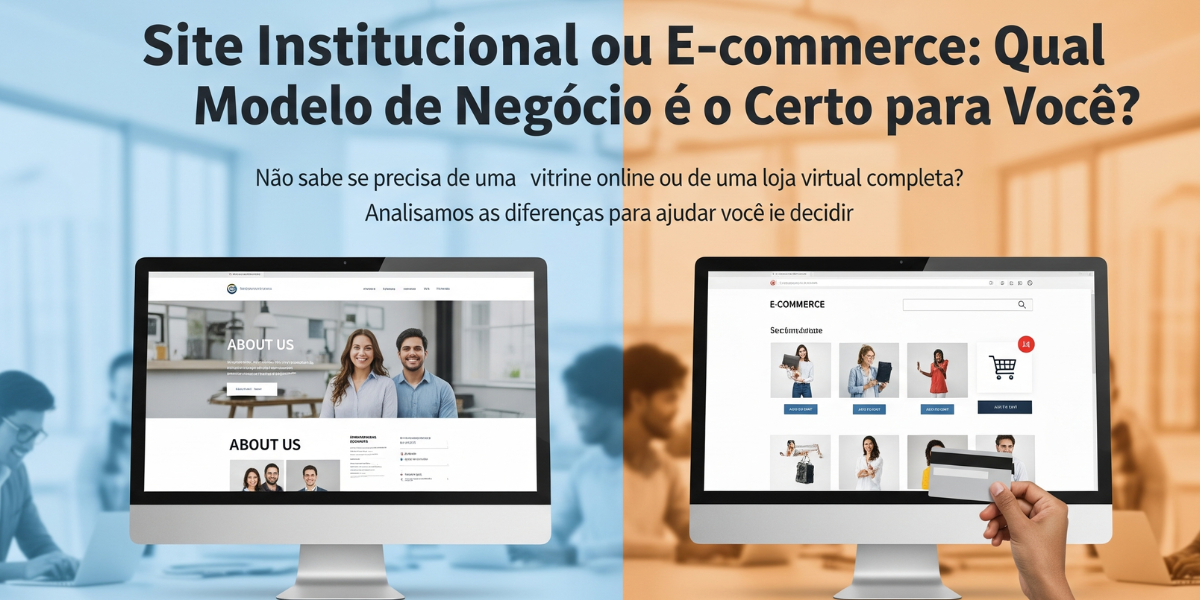 Site Institucional ou E-commerce: Qual
Modelo de Negócio é o Certo para Você?
Não sabe se precisa de uma vitrine online ou de uma loja virtual completa?
Analisamos as diferenças para ajudar você ie decidir
ABOUT US
ABOUT US
E-COMMERCE